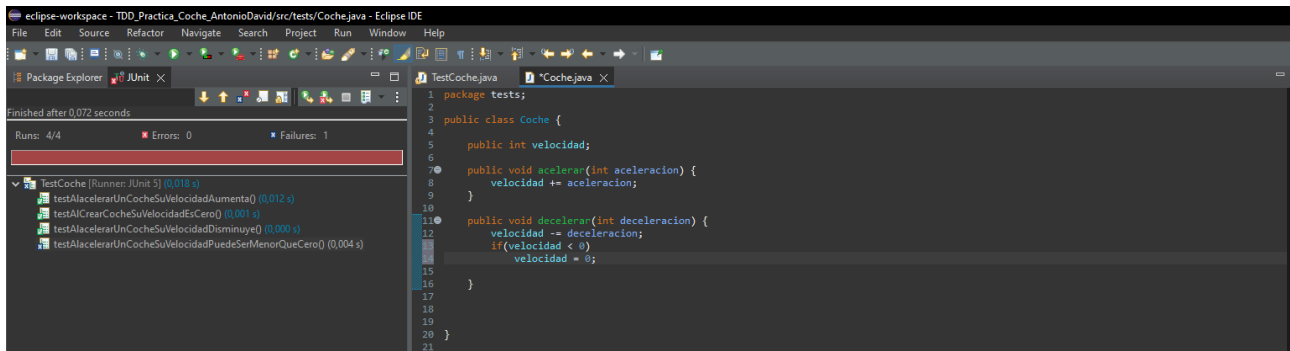 eclipse-workspace - TDD_Practica_Coche_AntonioDavid/src/tests/Coche.java - Eclipse IDE
File Edit Source Refactor Navigate Search Project Run Window Help
Package Explorer JUnit
Finished after 0,072 seconds
Runs: 4/4 Errors: 0 Failures: 1
TestCoche [Runner: JUnit 5] (0,018 s)
testAlacelerarUnCocheSuVelocidadAumenta() (0,012 s)
testAlCrearCocheSuVelocidadEsCero() (0,001 s)
testAlacelerarUnCocheSuVelocidadDisminuye() (0,000 s)
testAlacelerarUnCocheSuVelocidadPuedeSerMenorQueCero() (0,004 s)
TestCoche.java *Coche.java
1 package tests;
2
3 public class Coche {
4
5 public int velocidad;
6
7 public void acelerar(int aceleracion) {
8 velocidad += aceleracion;
9 }
10
11 public void decelerar(int deceleracion) {
12 velocidad -= deceleracion;
13 if(velocidad < 0)
14 velocidad = 0;
15
16 }
17
18
19
20 }
21